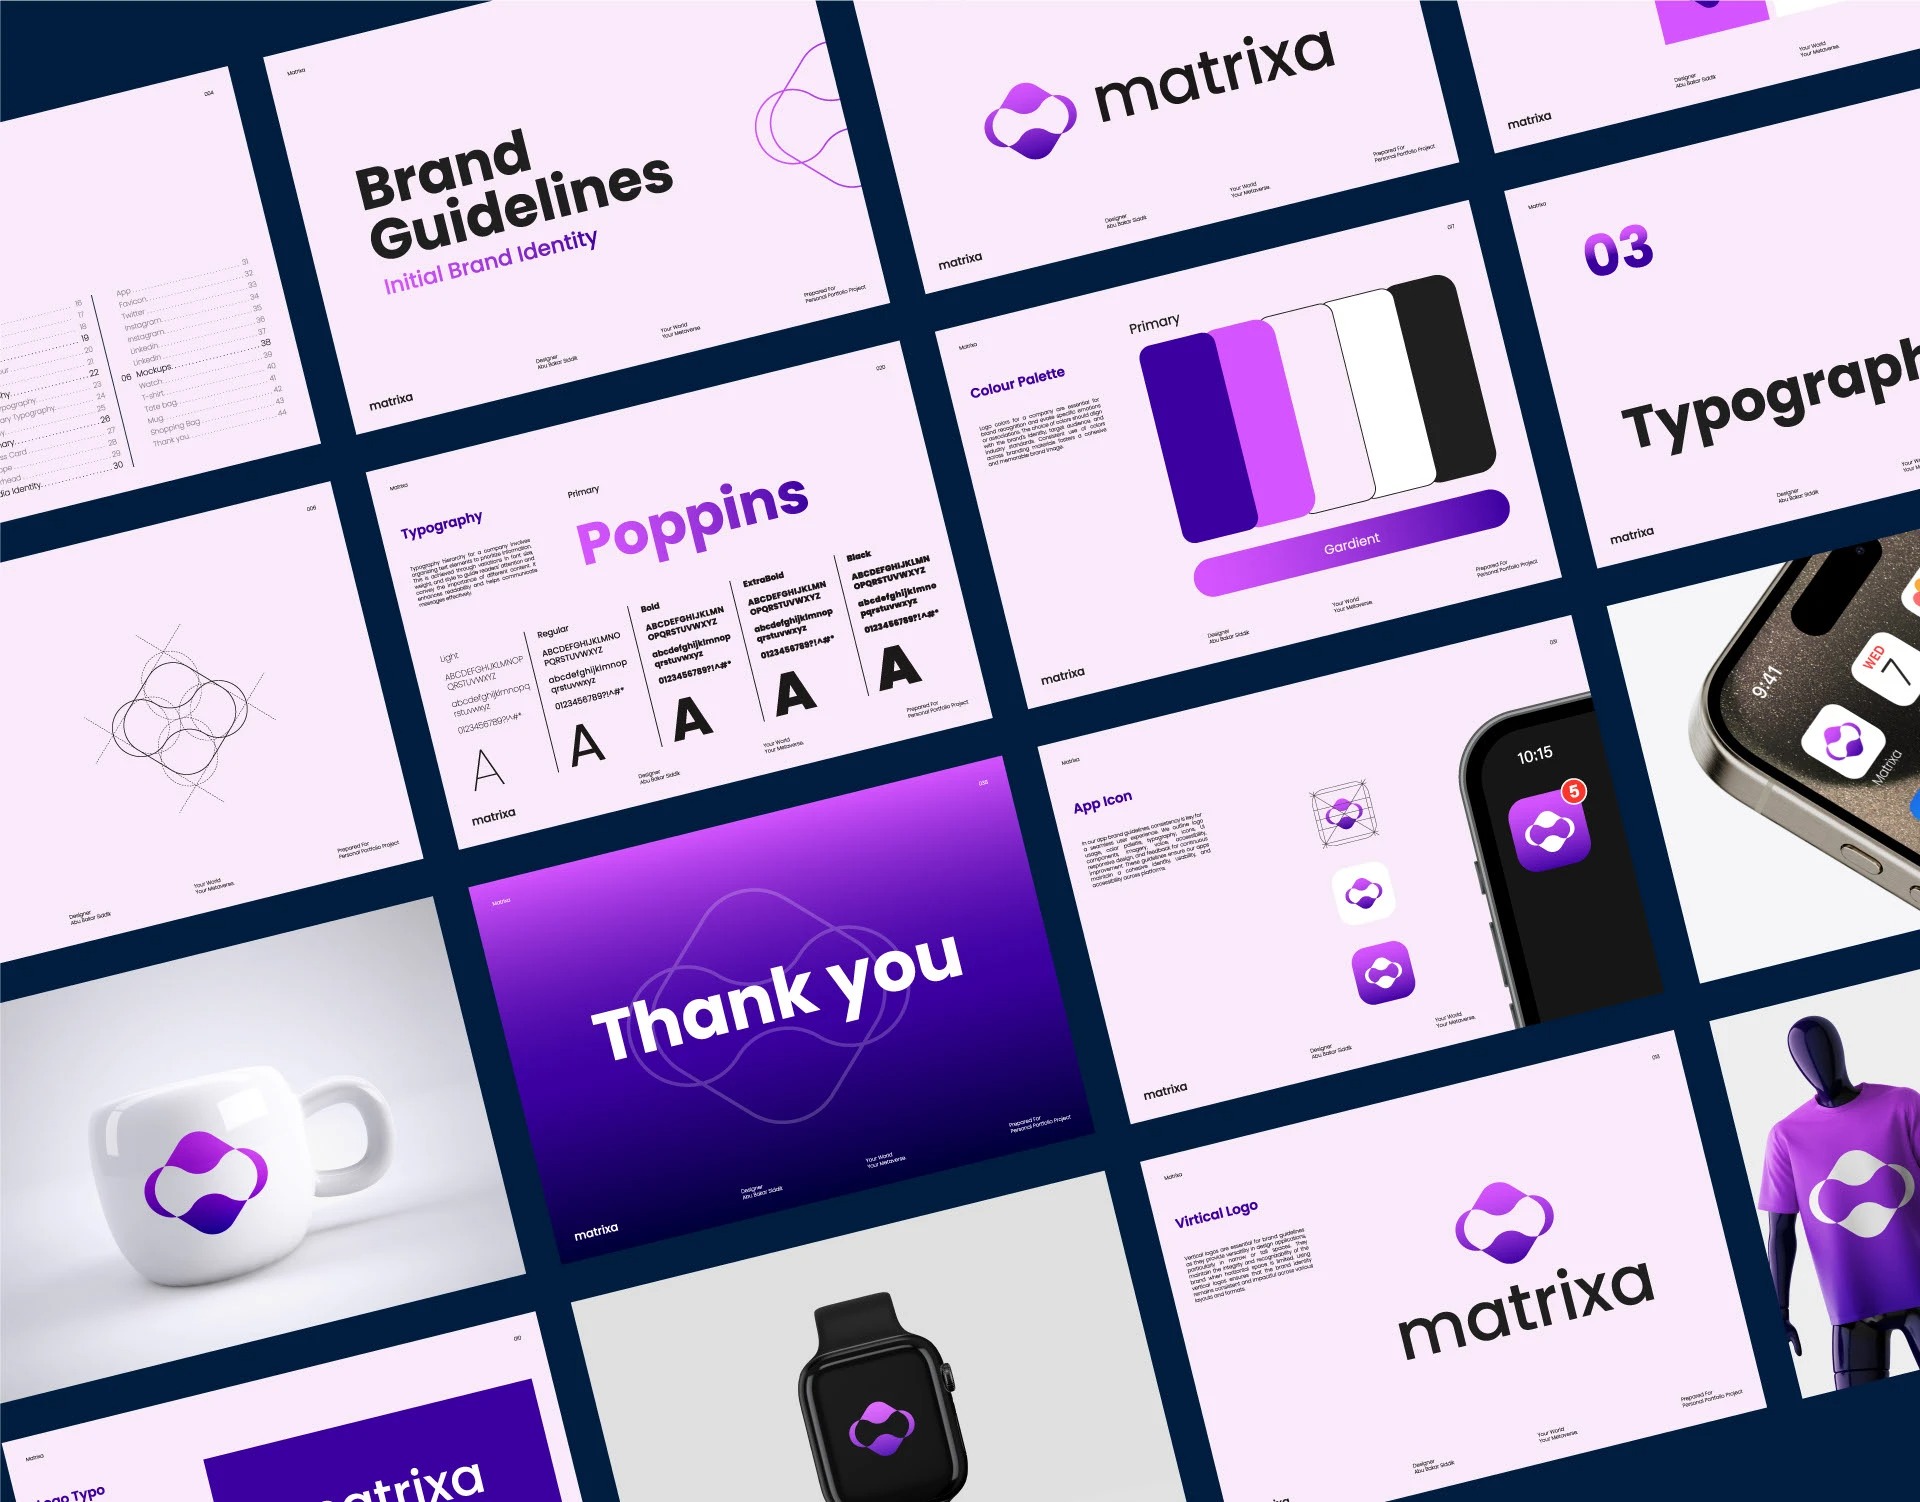 004
16
17
18
19
20
21
22
23
24
25
26
27
28
29
30
App 31
Favicon 32
Twitter 33
Instagram 34
Instagram 35
Linkedin 36
Linkedin 37
06 Mockups 38
Watch 39
T-shirt 40
Tote bag 41
Mug 42
Shopping Bag 43
Thank you 44
Matrixa
Brand
Guidelines
Initial Brand Identity
matrixa
Designer
Abu Bakar Siddik
Your World
Your Metaverse.
Prepared For
Personal Portfolio Project
matrixa
matrixa
Designer
Abu Bakar Siddik
Your World
Your Metaverse.
Prepared For
Personal Portfolio Project
matrixa
Designer
Abu Bakar Siddik
Your World
Your Metaverse.
006
Designer
Abu Bakar Siddik
Your World
Your Metaverse.
Prepared For
Personal Portfolio Project
Matrixa
020
Typography
Typography hierarchy for a company involves
organising text elements to prioritize information.
This is achieved through variations in font size,
weight, and style to guide readers' attention and
convey the importance of different content. It
enhances readability and helps communicate
messages effectively.
Primary
Poppins
Light
ABCDEFGHIJKLMNOP
QRSTUVWXYZ
abcdefghijklmnopq
rstuvwxyz
0123456789?!^#*
A
Regular
ABCDEFGHIJKLMNO
PQRSTUVWXYZ
abcdefghijklmnop
qrstuvwxyz
0123456789?!^#*
A
Bold
ABCDEFGHIJKLMN
OPQRSTUVWXYZ
abcdefghijklmnop
qrstuvwxyz
0123456789?!^#*
A
ExtraBold
ABCDEFGHIJKLMN
OPQRSTUVWXYZ
abcdefghijklmnop
qrstuvwxyz
0123456789?!^#*
A
Black
ABCDEFGHIJKLMN
OPQRSTUVWXYZ
abcdefghijklmno
pqrstuvwxyz
0123456789?!^#*
A
matrixa
Designer
Abu Bakar Siddik
Your World
Your Metaverse.
Prepared For
Personal Portfolio Project
Matrixa
017
Colour Palette
Logo colors for a company are essential for
brand recognition and evoke specific emotions
or associations. The choice of colors should align
with the brand's identity, target audience, and
industry standards. Consistent use of colors
across branding materials fosters a cohesive
and memorable brand image.
Primary
Gardient
matrixa
Designer
Abu Bakar Siddik
Your World
Your Metaverse.
Prepared For
Personal Portfolio Project
Matrixa
03
Typograph
matrixa
Designer
Abu Bakar Siddik
Matrixa
Thank you
matrixa
Designer
Abu Bakar Siddik
Your World
Your Metaverse.
Prepared For
Personal Portfolio Project
Matrixa
031
App Icon
In our app brand guidelines, consistency is key for
a seamless user experience. We outline logo
usage, color palette, typography, icons, UI
components, imagery, voice, accessibility,
responsive design, and feedback for continuous
improvement. These guidelines ensure our apps
maintain a cohesive identity, usability, and
accessibility across platforms.
10:15
5
matrixa
Designer
Abu Bakar Siddik
Your World
Your Metaverse.
9:41
WED
7
Matrixa
Matrixa
013
Virtical Logo
Vertical logos are essential for brand guidelines
as they provide versatility in design applications,
particularly in narrow or tall spaces. They
maintain the integrity and recognizability of the
brand when horizontal space is limited. Using
vertical logos ensures that the brand identity
remains consistent and impactful across various
layouts and formats.
matrixa
Designer
Abu Bakar Siddik
Your World
Your Metaverse.
Prepared For
Personal Portfolio Project
Matrixa
010
Logo Typo
matrixa